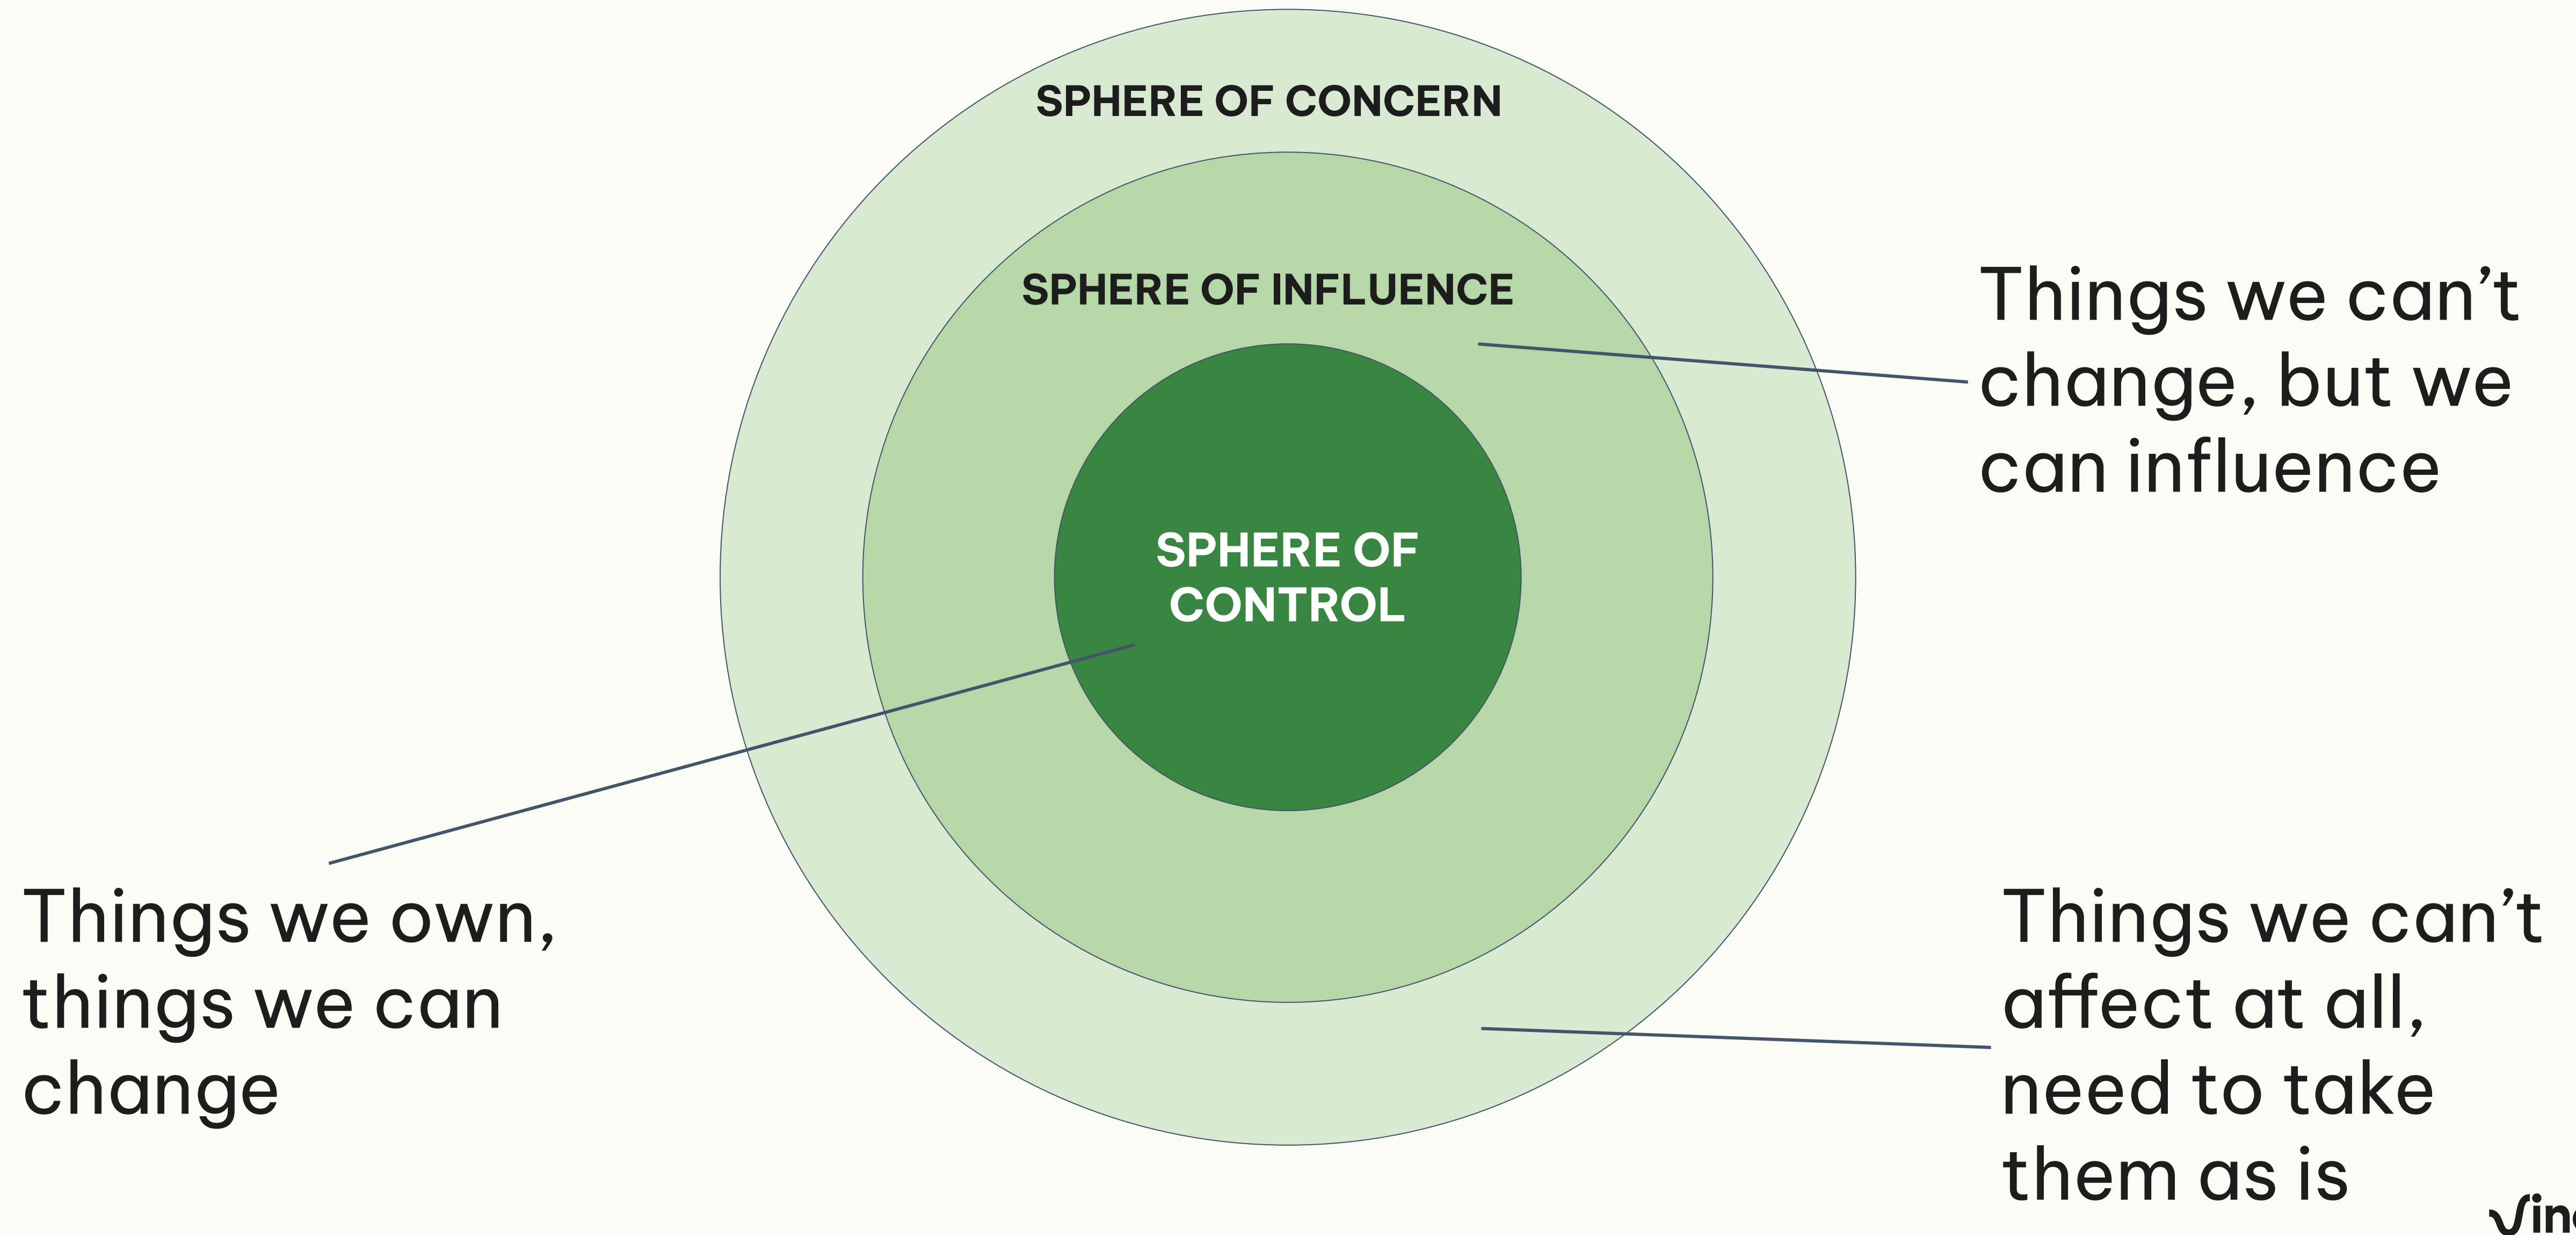 SPHERE OF CONCERN
SPHERE OF INFLUENCE
SPHERE OF
CONTROL
Things we can’t
change, but we
can influence
Things we own,
things we can
change
Things we can’t
affect at all,
need to take
them as is